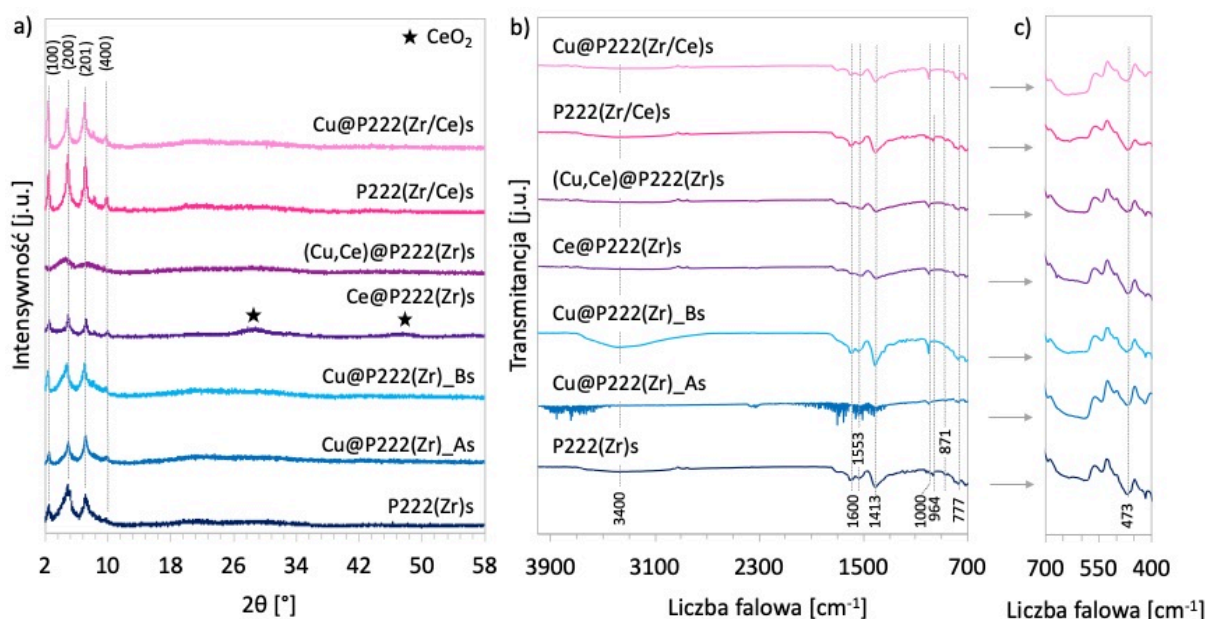 a)
★ CeO2
(100)
(200)
(201)
(400)
Cu@P222(Zr/Ce)s
P222(Zr/Ce)s
(Cu,Ce)@P222(Zr)s
Ce@P222(Zr)s
★ ★
Cu@P222(Zr)_Bs
Cu@P222(Zr)_As
P222(Zr)s
Intensywność [j.u.]
2 10 18 26 34 42 50 58
2θ [°]
b)
Cu@P222(Zr/Ce)s
P222(Zr/Ce)s
(Cu,Ce)@P222(Zr)s
Ce@P222(Zr)s
Cu@P222(Zr)_Bs
Cu@P222(Zr)_As
P222(Zr)s
3400
1600
1553
1413
1000
964
871
777
Transmitancja [j.u.]
3900 3100 2300 1500 700
Liczba falowa [cm-1]
c)
473
700 550 400
Liczba falowa [cm-1]